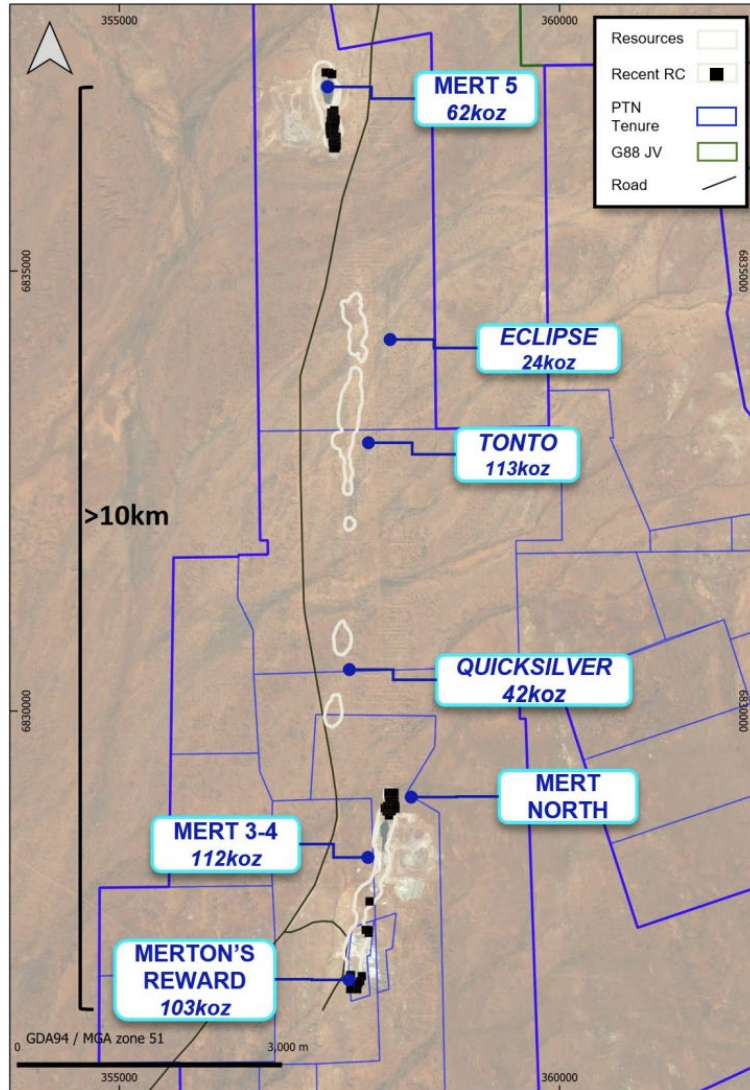 355000
360000
Resources
Recent RC
PTN
Tenure
G88 JV
Road
MERT 5
62koz
6835000
6835000
ECLIPSE
24koz
TONTO
113koz
>10km
QUICKSILVER
42koz
6830000
6830000
MERT
NORTH
MERT 3-4
112koz
MERTON'S
REWARD
103koz
GDA94 / MGA zone 51
0
3,000 m
355000
360000